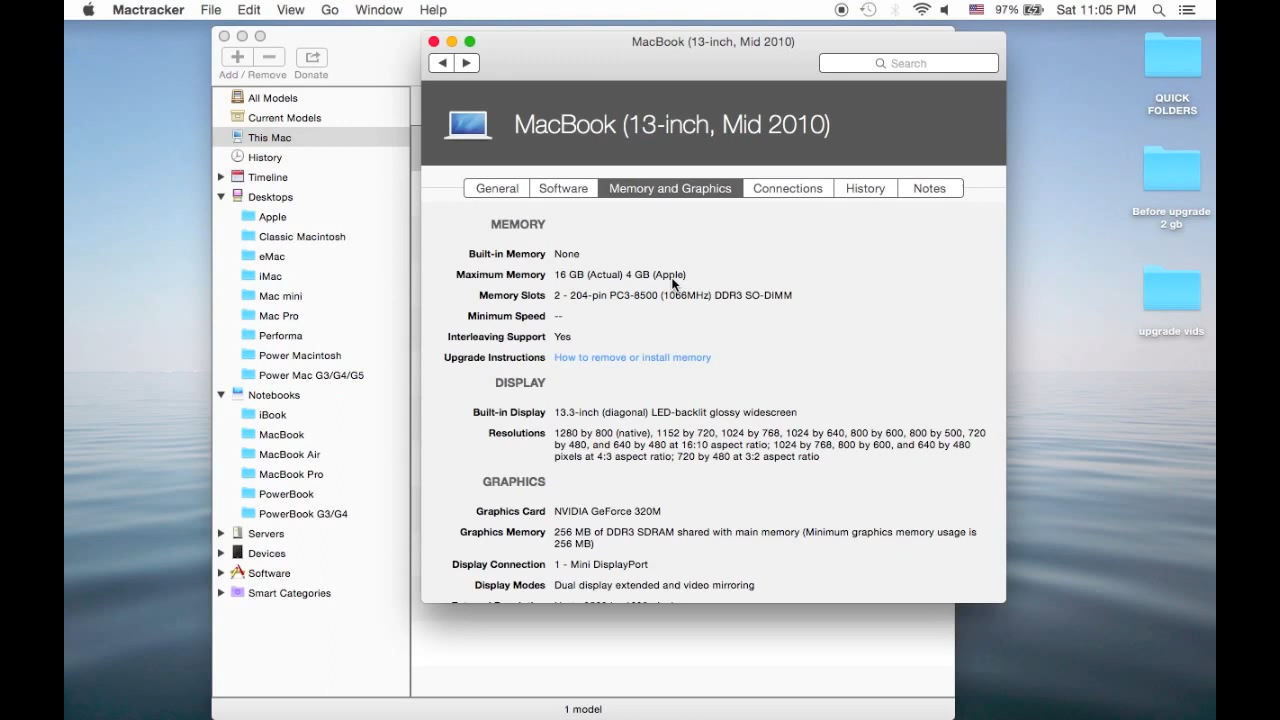 Mactracker File Edit View Go Window Help 97% Sat 11:05 PM
Add / Remove Donate
All Models
Current Models
This Mac
History
Timeline
Desktops
Apple
Classic Macintosh
eMac
iMac
Mac mini
Mac Pro
Performa
Power Macintosh
Power Mac G3/G4/G5
Notebooks
iBook
MacBook
MacBook Air
MacBook Pro
PowerBook
PowerBook G3/G4
Servers
Devices
Software
Smart Categories
MacBook (13-inch, Mid 2010)
Search
MacBook (13-inch, Mid 2010)
General Software Memory and Graphics Connections History Notes
MEMORY
Built-in Memory None
Maximum Memory 16 GB (Actual) 4 GB (Apple)
Memory Slots 2 - 204-pin PC3-8500 (1066MHz) DDR3 SO-DIMM
Minimum Speed --
Interleaving Support Yes
Upgrade Instructions How to remove or install memory
DISPLAY
Built-in Display 13.3-inch (diagonal) LED-backlit glossy widescreen
Resolutions 1280 by 800 (native), 1152 by 720, 1024 by 768, 1024 by 640, 800 by 600, 800 by 500, 720
by 480, and 640 by 480 at 16:10 aspect ratio; 1024 by 768, 800 by 600, and 640 by 480
pixels at 4:3 aspect ratio; 720 by 480 at 3:2 aspect ratio
GRAPHICS
Graphics Card NVIDIA GeForce 320M
Graphics Memory 256 MB of DDR3 SDRAM shared with main memory (Minimum graphics memory usage is
256 MB)
Display Connection 1 - Mini DisplayPort
Display Modes Dual display extended and video mirroring
1 model
QUICK
FOLDERS
Before upgrade
2 gb
upgrade vids